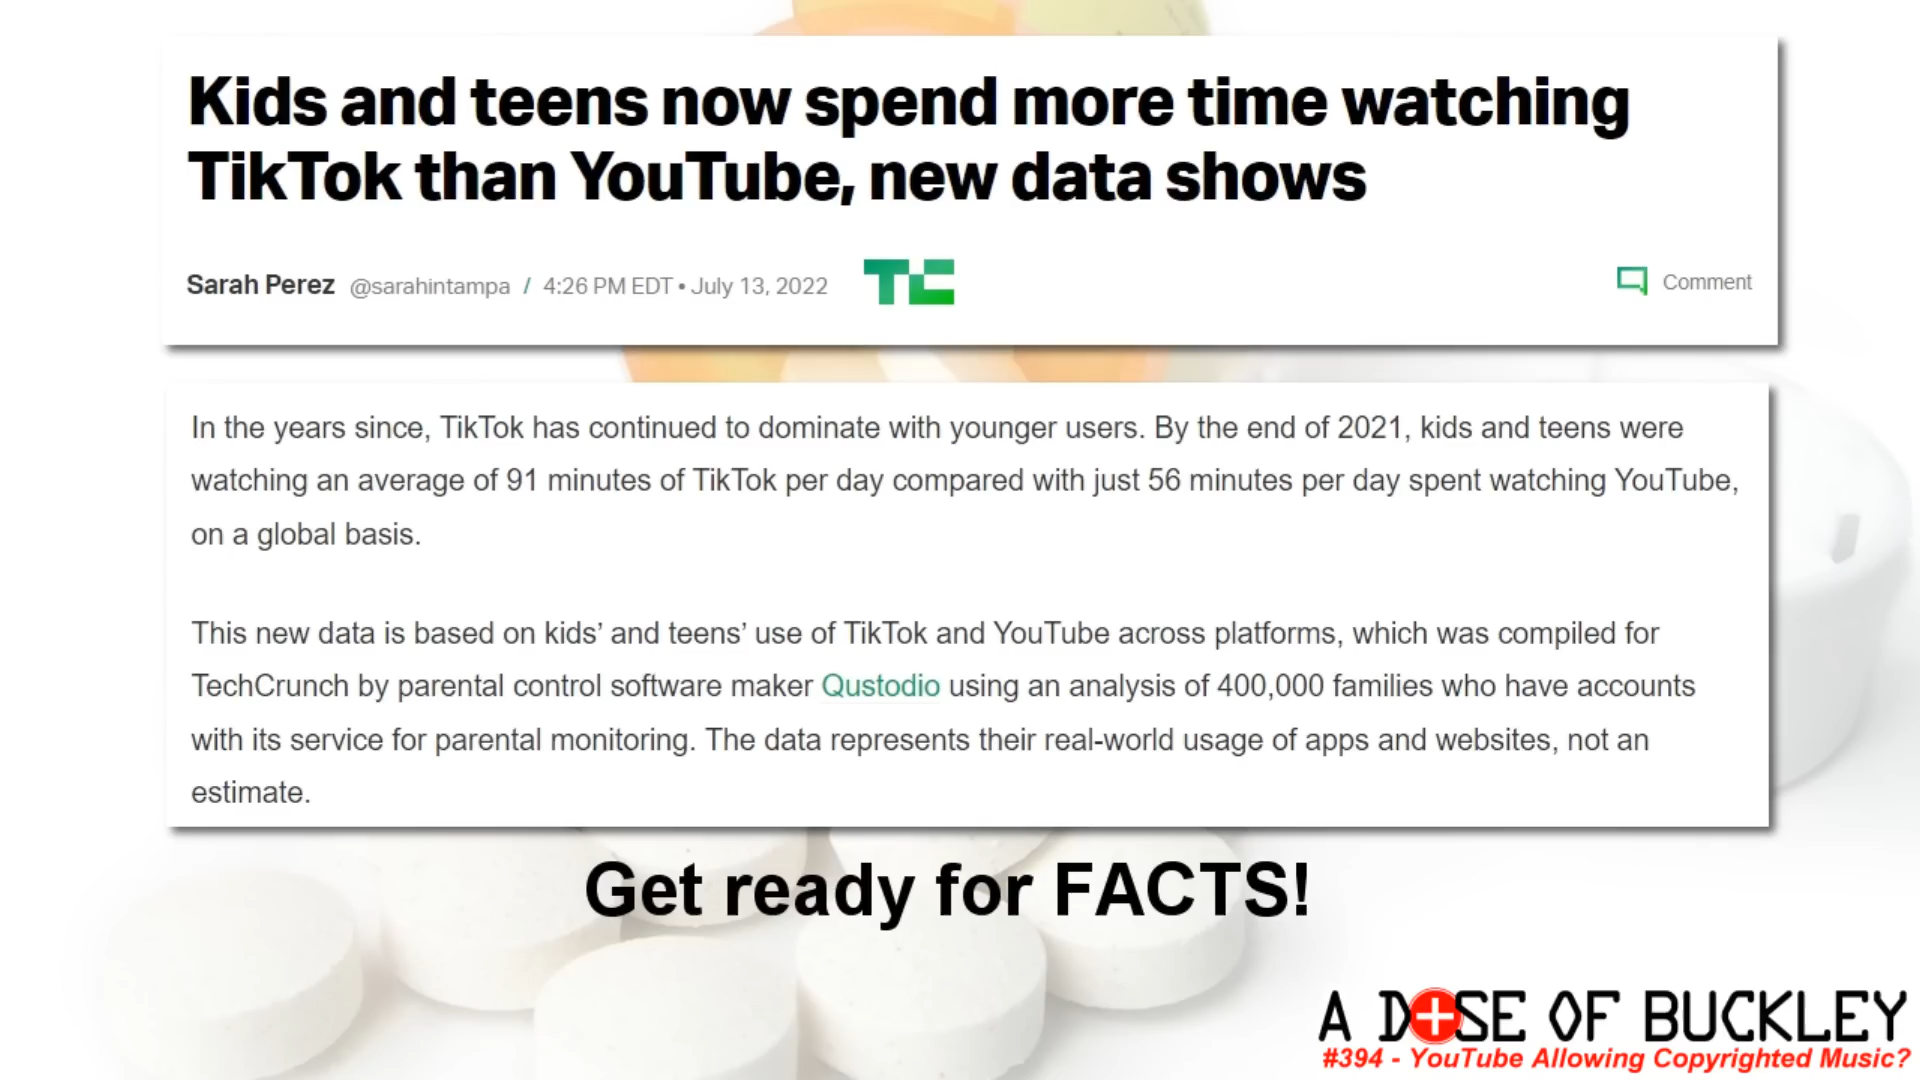 Kids and teens now spend more time watching
TikTok than YouTube, new data shows
Sarah Perez @sarahintampa / 4:26 PM EDT • July 13, 2022 TC Comment
In the years since, TikTok has continued to dominate with younger users. By the end of 2021, kids and teens were
watching an average of 91 minutes of TikTok per day compared with just 56 minutes per day spent watching YouTube,
on a global basis.
This new data is based on kids’ and teens’ use of TikTok and YouTube across platforms, which was compiled for
TechCrunch by parental control software maker Qustodio using an analysis of 400,000 families who have accounts
with its service for parental monitoring. The data represents their real-world usage of apps and websites, not an
estimate.
Get ready for FACTS!
A DOSE OF BUCKLEY
#394 - YouTube Allowing Copyrighted Music?